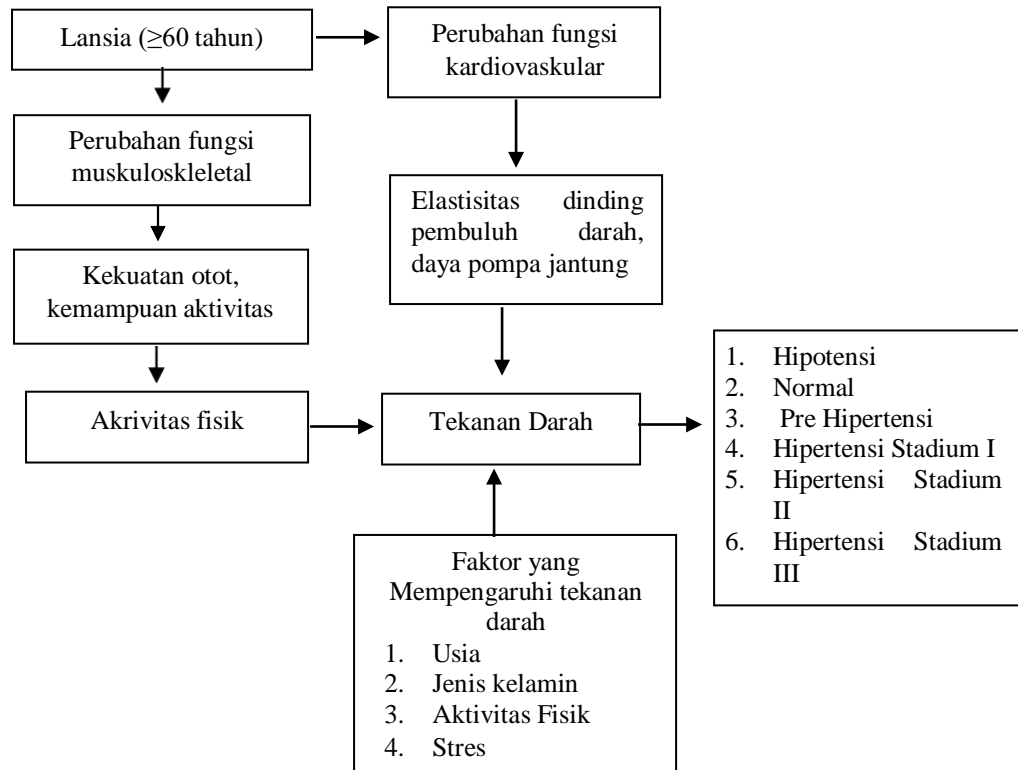 Lansia (≥60 tahun)
Perubahan fungsi
kardiovaskular
Perubahan fungsi
muskuloskleletal
Elastisitas dinding
pembuluh darah,
daya pompa jantung
Kekuatan otot,
kemampuan aktivitas
Akrivitas fisik
Tekanan Darah
1. Hipotensi
2. Normal
3. Pre Hipertensi
4. Hipertensi Stadium I
5. Hipertensi Stadium
II
6. Hipertensi Stadium
III
Faktor yang
Mempengaruhi tekanan
darah
1. Usia
2. Jenis kelamin
3. Aktivitas Fisik
4. Stres